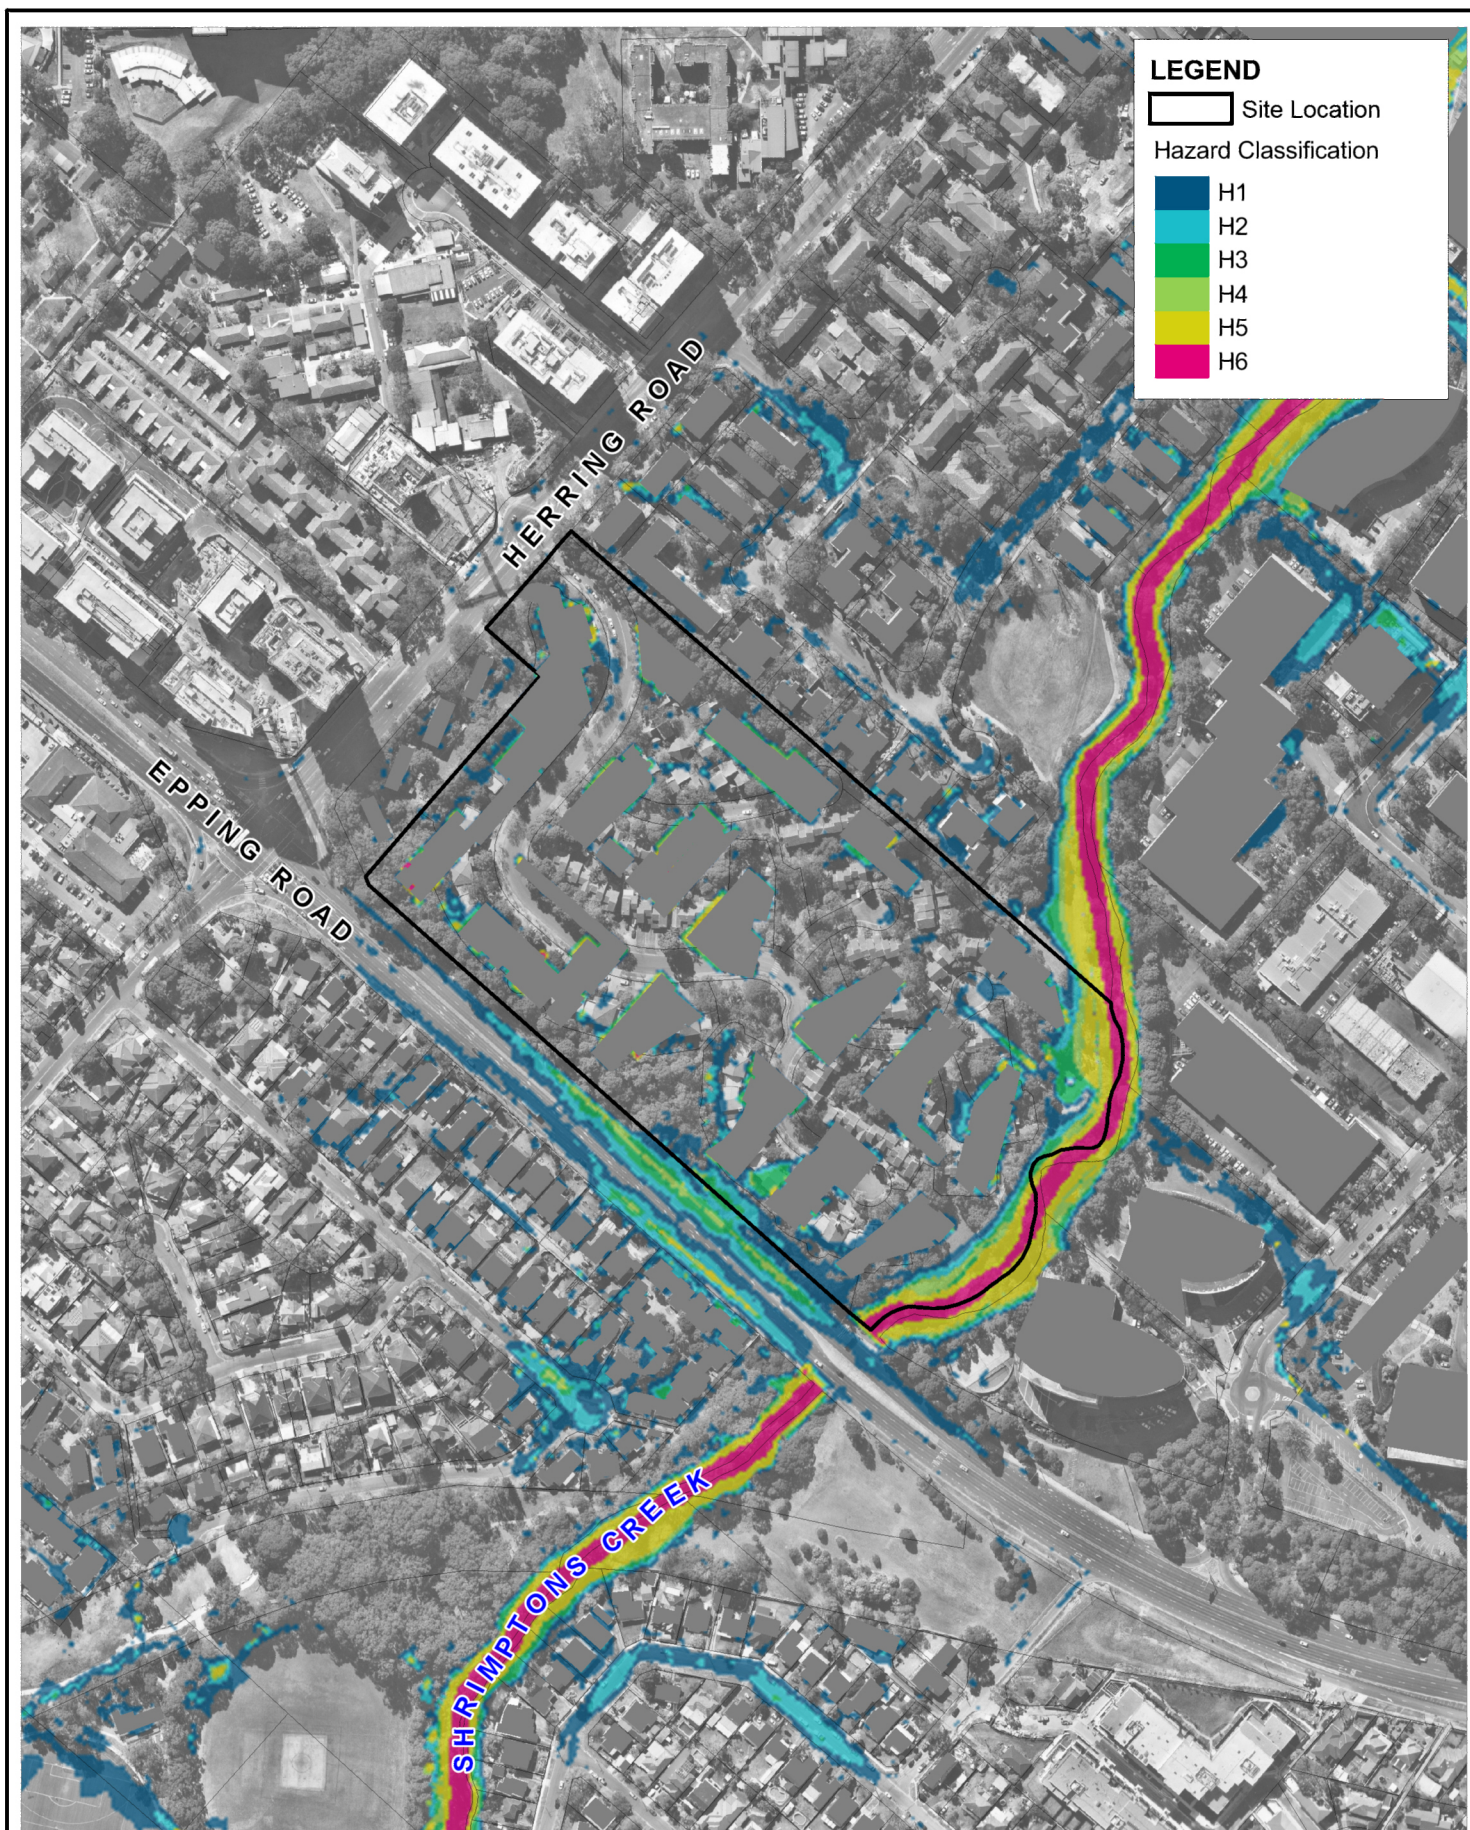 LEGEND
Site Location
Hazard Classification
H1
H2
H3
H4
H5
H6
HERRING ROAD
EPPING ROAD
SHRIMPTONS CREEK